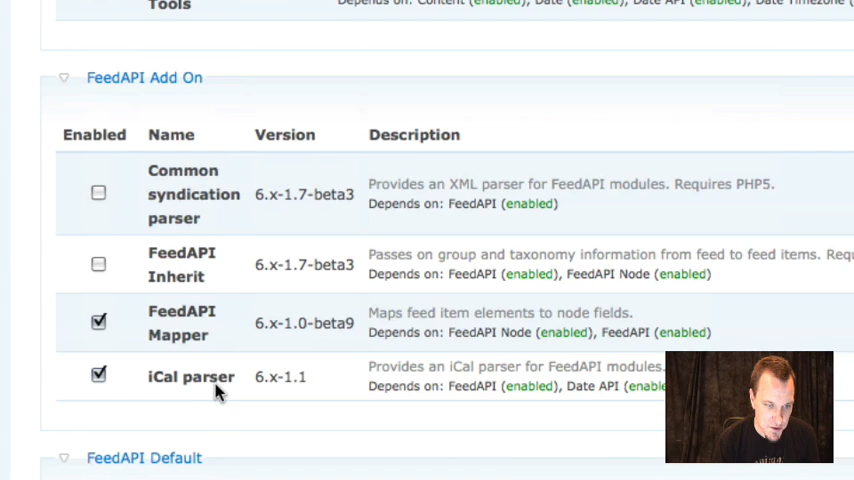 Tools
Depends on: Content (enabled), Date (enabled), Date API (enabled), Date Timezone (
FeedAPI Add On
Enabled Name Version Description
Common syndication parser 6.x-1.7-beta3 Provides an XML parser for FeedAPI modules. Requires PHP5.
Depends on: FeedAPI (enabled)
FeedAPI Inherit 6.x-1.7-beta3 Passes on group and taxonomy information from feed to feed items.
Depends on: FeedAPI (enabled), FeedAPI Node (enabled)
FeedAPI Mapper 6.x-1.0-beta9 Maps feed item elements to node fields.
Depends on: FeedAPI Node (enabled), FeedAPI (enabled)
iCal parser 6.x-1.1 Provides an iCal parser for FeedAPI modules.
Depends on: FeedAPI (enabled), Date API
FeedAPI Default